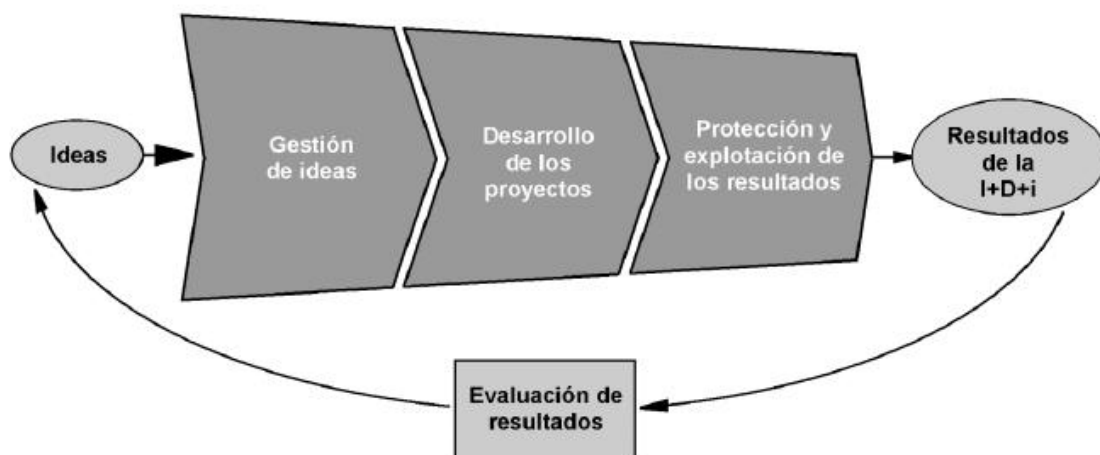 Ideas
Gestión
de ideas
Desarrollo
de los
proyectos
Protección y
explotación de
los resultados
Resultados
de la
I+D+i
Evaluación de
resultados